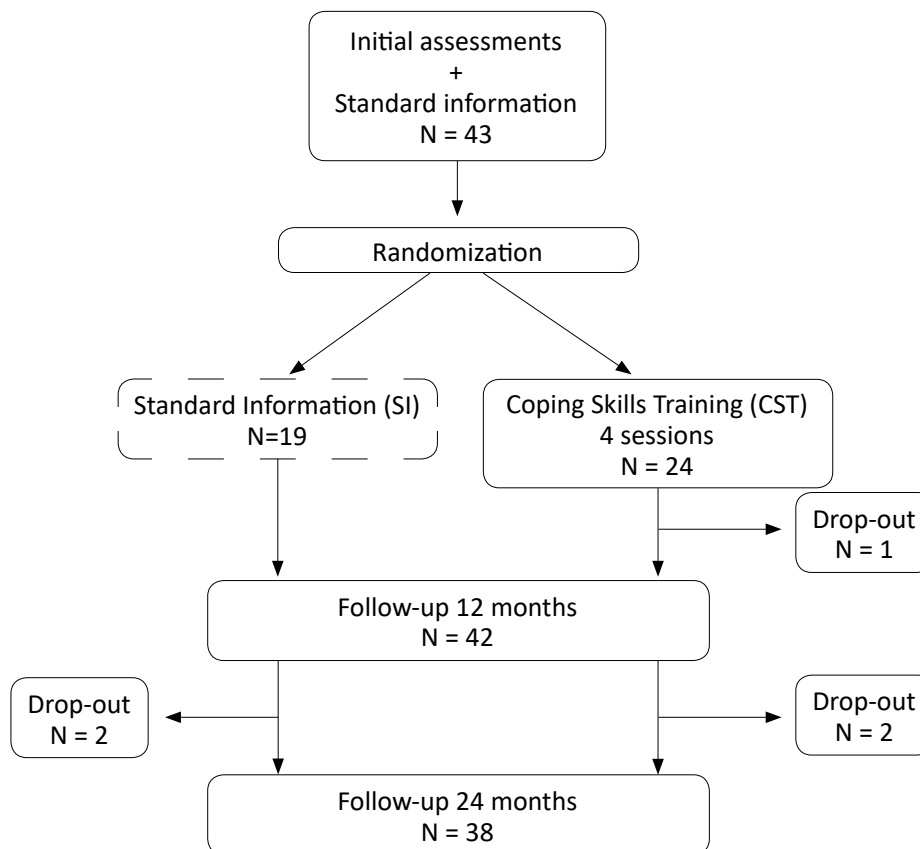 Initial assessments
+
Standard information
N = 43
Randomization
Standard Information (SI)
N=19
Coping Skills Training (CST)
4 sessions
N = 24
Drop-out
N = 1
Follow-up 12 months
N = 42
Drop-out
N = 2
Drop-out
N = 2
Follow-up 24 months
N = 38